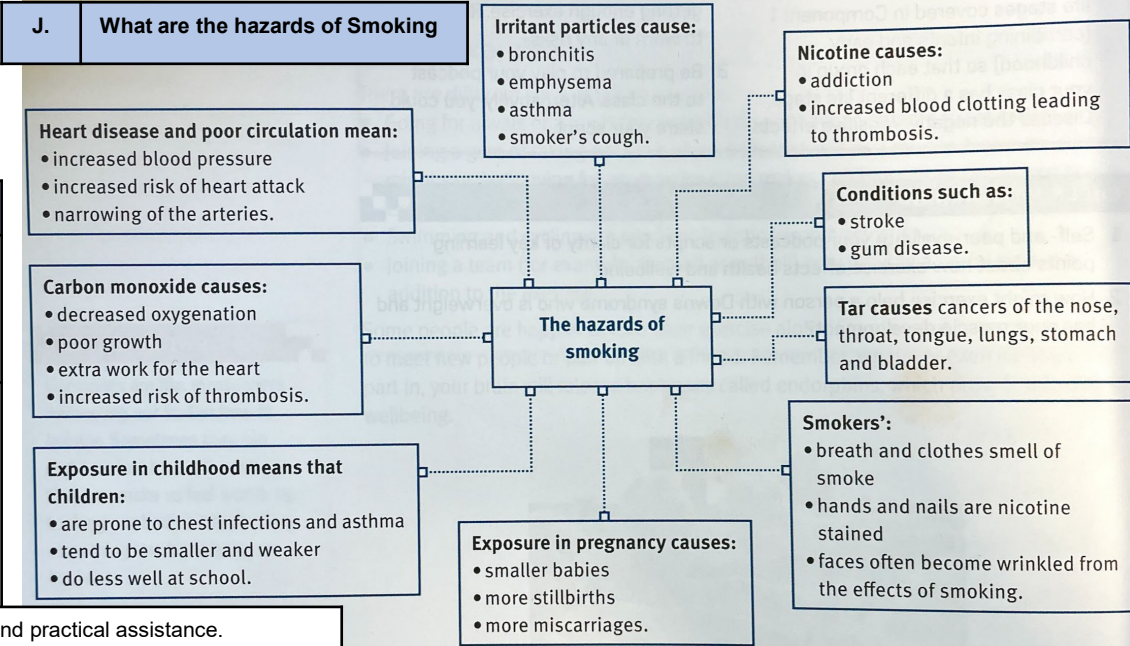 J. What are the hazards of Smoking
Irritant particles cause:
• bronchitis
• emphysema
• smoker's cough.
Nicotine causes:
• addiction
• increased blood clotting leading
to thrombosis.
Heart disease and poor circulation mean:
• increased blood pressure
• increased risk of heart attack
• narrowing of the arteries.
Conditions such as:
• stroke
• gum disease.
Carbon monoxide causes:
• decreased oxygenation
• poor growth
• extra work for the heart
• increased risk of thrombosis.
The hazards of
smoking
Tar causes cancers of the nose,
throat, tongue, lungs, stomach
and bladder.
Exposure in childhood means that
children:
• are prone to chest infections and asthma
• tend to be smaller and weaker
• do less well at school.
Exposure in pregnancy causes:
• smaller babies
• more stillbirths
• more miscarriages.
Smokers':
• breath and clothes smell of
smoke
• hands and nails are nicotine
stained
• faces often become wrinkled from
the effects of smoking.
nd practical assistance.